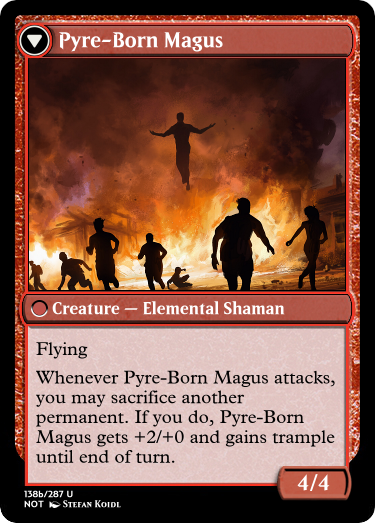 Pyre-Born Magus
Creature — Elemental Shaman
Flying
Whenever Pyre-Born Magus attacks,
you may sacrifice another
permanent. If you do, Pyre-Born
Magus gets +2/+0 and gains trample
until end of turn.
4/4
138b/287 U
NOT Stefan Koidl